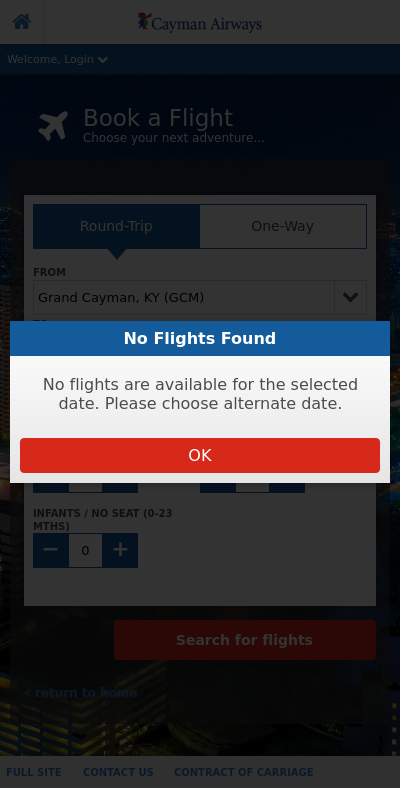 Cayman Airways
Welcome, Login
Book a Flight
Choose your next adventure...
Round-Trip
One-Way
FROM
Grand Cayman, KY (GCM)
No Flights Found
No flights are available for the selected
date. Please choose alternate date.
OK
INFANTS / NO SEAT (0-23
MTHS)
0
Search for flights
< return to home
FULL SITE
CONTACT US
CONTRACT OF CARRIAGE